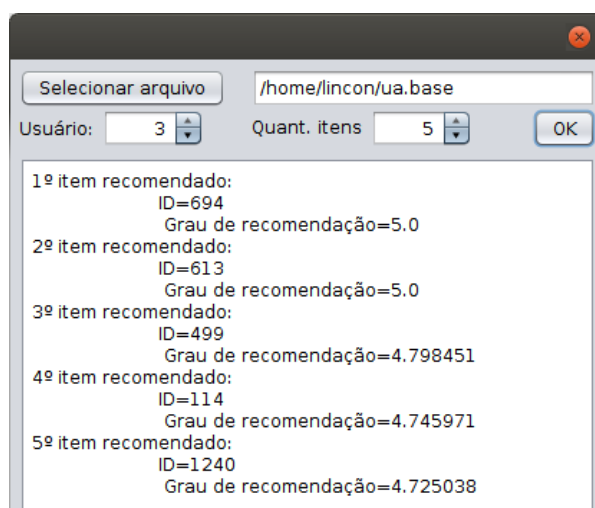 Selecionar arquivo /home/lincon/ua.base
Usuário: 3 Quant. itens 5 OK
1º item recomendado:
ID=694
Grau de recomendação=5.0
2º item recomendado:
ID=613
Grau de recomendação=5.0
3º item recomendado:
ID=499
Grau de recomendação=4.798451
4º item recomendado:
ID=114
Grau de recomendação=4.745971
5º item recomendado:
ID=1240
Grau de recomendação=4.725038